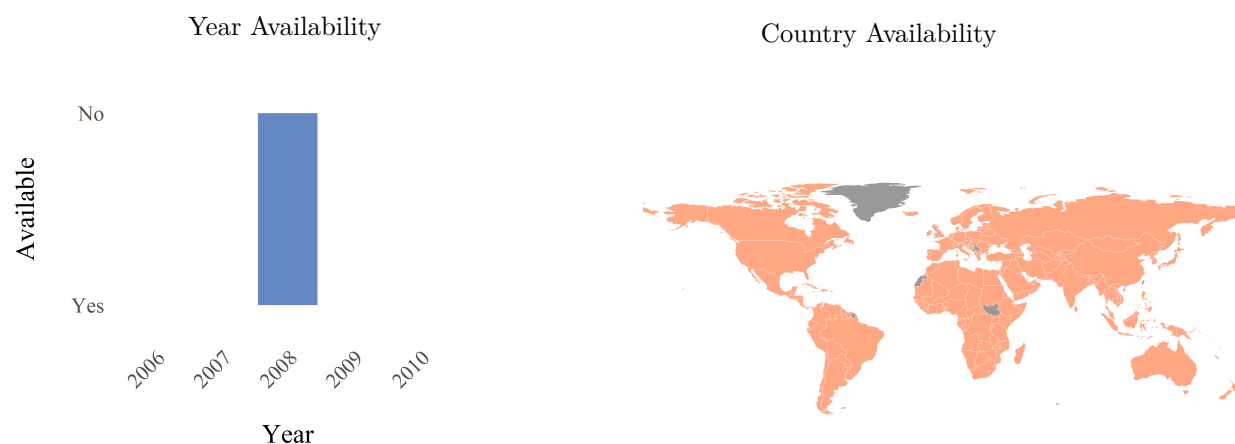 Year Availability
Country Availability
No
Available
Yes
2006
2007
2008
2009
2010
Year